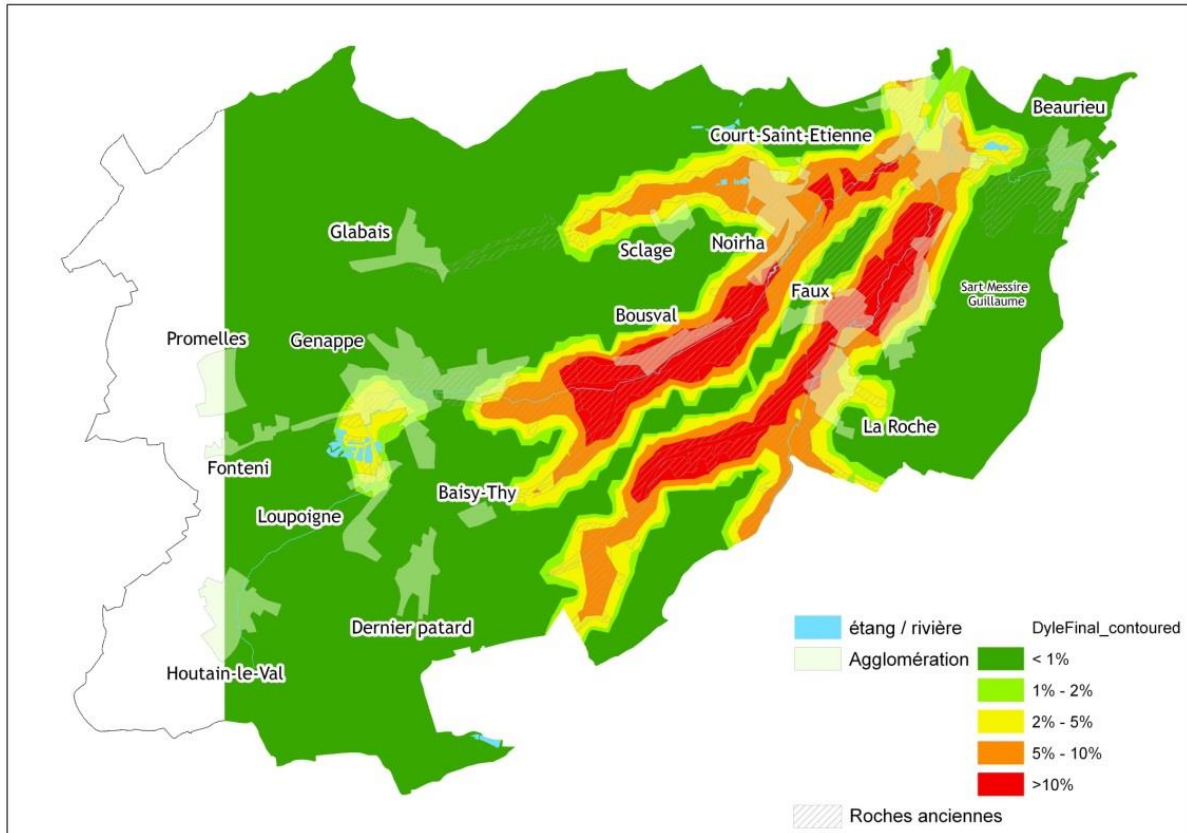 Beaurieu
Court-Saint-Etienne
Glabais
Sclage
Noirha
Sart Messire
Guillaume
Faux
Bousval
Promelles
Genappe
La Roche
Fonteni
Baisy-Thy
Loupoigne
Dernier patard
Houtain-le-Val
étang / rivière
Agglomération
DyleFinal_contoured
< 1%
1% - 2%
2% - 5%
5% - 10%
>10%
Roches anciennes